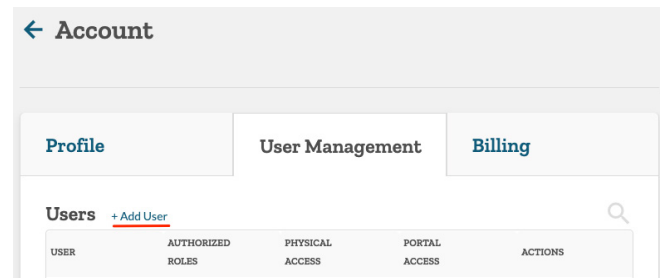 ← Account
Profile User Management Billing
Users + Add User
USER AUTHORIZED ROLES PHYSICAL ACCESS PORTAL ACCESS ACTIONS